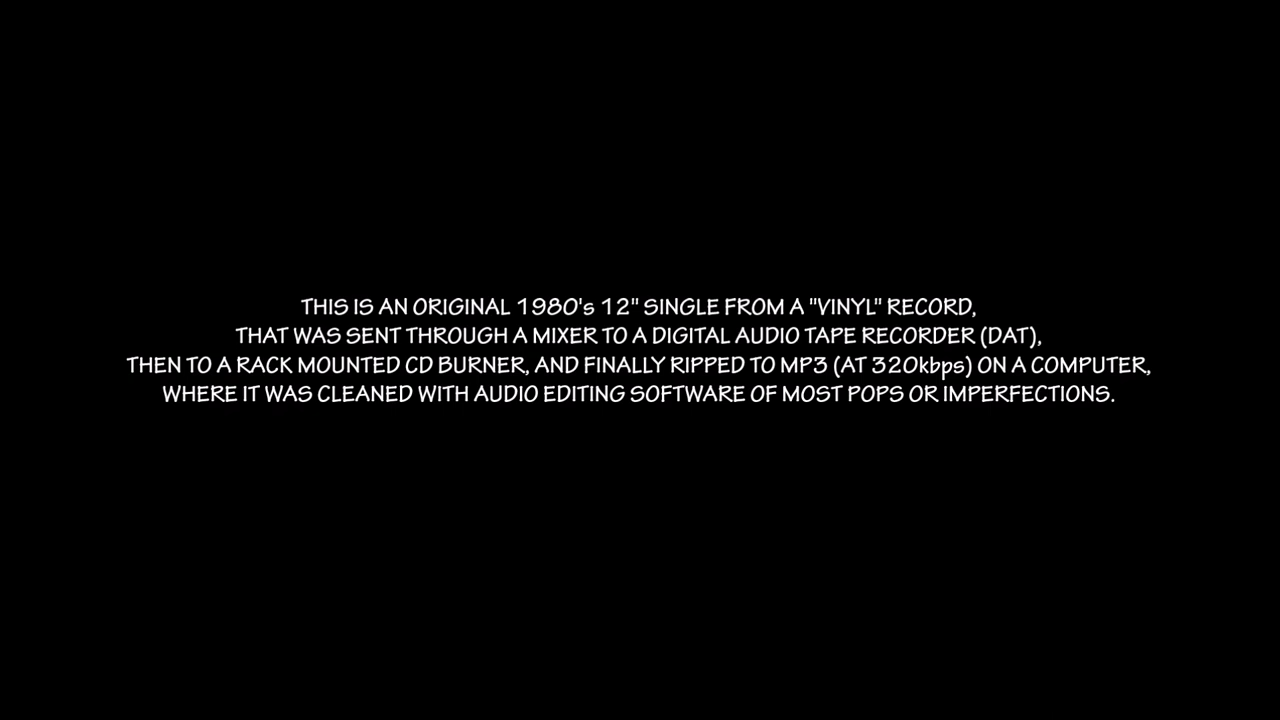 THIS IS AN ORIGINAL 1980's 12" SINGLE FROM A "VINYL" RECORD,
THAT WAS SENT THROUGH A MIXER TO A DIGITAL AUDIO TAPE RECORDER (DAT),
THEN TO A RACK MOUNTED CD BURNER, AND FINALLY RIPPED TO MP3 (AT 320kbps) ON A COMPUTER,
WHERE IT WAS CLEANED WITH AUDIO EDITING SOFTWARE OF MOST POPS OR IMPERFECTIONS.